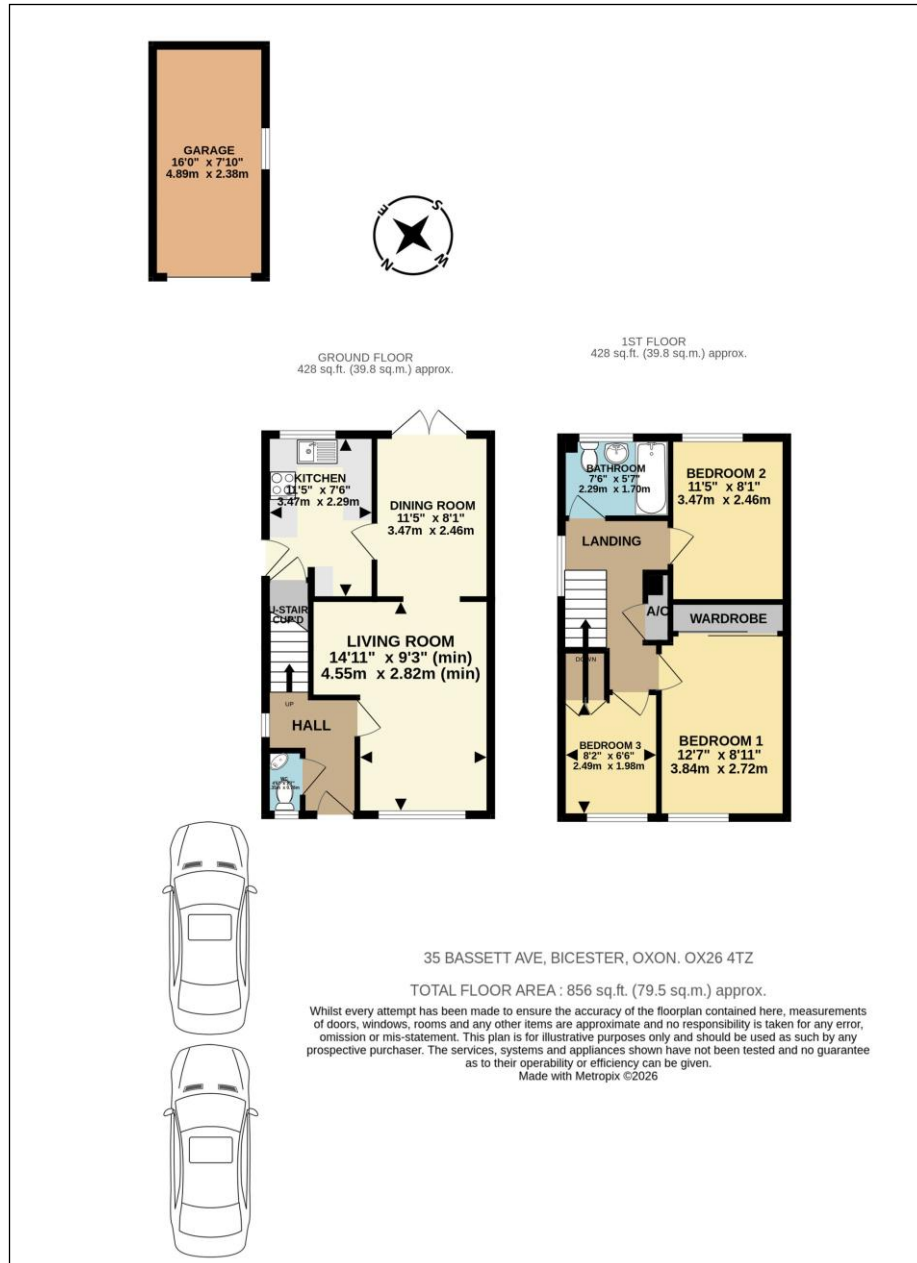 GARAGE
16'0" x 7'10"
4.89m x 2.38m
E S
N W
GROUND FLOOR
428 sq.ft. (39.8 sq.m.) approx.
1ST FLOOR
428 sq.ft. (39.8 sq.m.) approx.
KITCHEN
11'5" x 7'6"
3.47m x 2.29m
DINING ROOM
11'5" x 8'1"
3.47m x 2.46m
CUP'D
UP
LIVING ROOM
14'11" x 9'3" (min)
4.55m x 2.82m (min)
HALL
WC
BATHROOM
7'6" x 5'7"
2.29m x 1.70m
BEDROOM 2
11'5" x 8'1"
3.47m x 2.46m
LANDING
A/C
WARDROBE
DOWN
BEDROOM 3
8'2" x 6'6"
2.49m x 1.98m
BEDROOM 1
12'7" x 8'11"
3.84m x 2.72m
35 BASSETT AVE, BICESTER, OXON. OX26 4TZ
TOTAL FLOOR AREA : 856 sq.ft. (79.5 sq.m.) approx.
Whilst every attempt has been made to ensure the accuracy of the floorplan contained here, measurements
of doors, windows, rooms and any other items are approximate and no responsibility is taken for any error,
omission or mis-statement. This plan is for illustrative purposes only and should be used as such by any
prospective purchaser. The services, systems and appliances shown have not been tested and no guarantee
as to their operability or efficiency can be given.
Made with Metropix ©2026